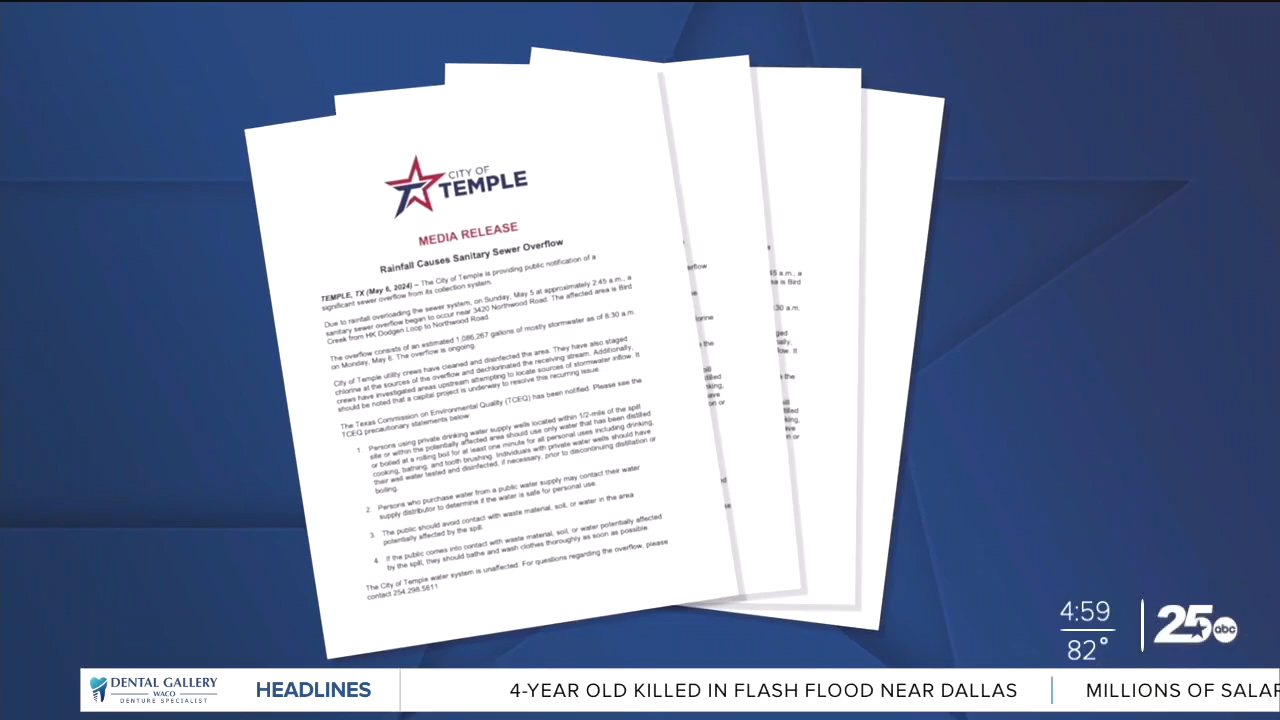 CITY OF
TEMPLE
MEDIA RELEASE
Rainfall Causes Sanitary Sewer Overflow
TEMPLE, TX (May 6, 2024) – The City of Temple is providing public notification of a
significant sewer overflow from its collection system.
Due to rainfall overloading the sewer system, on Sunday, May 5 at approximately 2:45 a.m., a
sanitary sewer overflow began to occur near 3420 Northwood Road. The affected area is Bird
Creek from HK Dodgen Loop to Northwood Road.
The overflow consists of an estimated 1,086,267 gallons of mostly stormwater as of 8:30 a.m.
on Monday, May 6. The overflow is ongoing.
City of Temple utility crews have cleaned and disinfected the area. They have also staged
chlorine at the sources of the overflow and dechlorinated the receiving stream. Additionally,
crews have investigated areas upstream attempting to locate sources of stormwater inflow. It
should be noted that a capital project is underway to resolve this recurring issue.
The Texas Commission on Environmental Quality (TCEQ) has been notified. Please see the
TCEQ precautionary statements below:
1. Persons using private drinking water supply wells located within 1/2-mile of the spill
site or within the potentially affected area should use only water that has been distilled
or boiled at a rolling boil for at least one minute for all personal uses including drinking,
cooking, bathing, and tooth brushing. Individuals with private water wells should have
their well water tested and disinfected, if necessary, prior to discontinuing distillation or
boiling.
2. Persons who purchase water from a public water supply may contact their water
supply distributor to determine if the water is safe for personal use.
3. The public should avoid contact with waste material, soil, or water in the area
potentially affected by the spill.
4. If the public comes into contact with waste material, soil, or water potentially affected
by the spill, they should bathe and wash clothes thoroughly as soon as possible.
The City of Temple water system is unaffected. For questions regarding the overflow, please
contact 254.298.5611
4:59
82°
25 abc
DENTAL GALLERY
WACO
DENTURE SPECIALIST
HEADLINES
4-YEAR OLD KILLED IN FLASH FLOOD NEAR DALLAS
MILLIONS OF SALAR